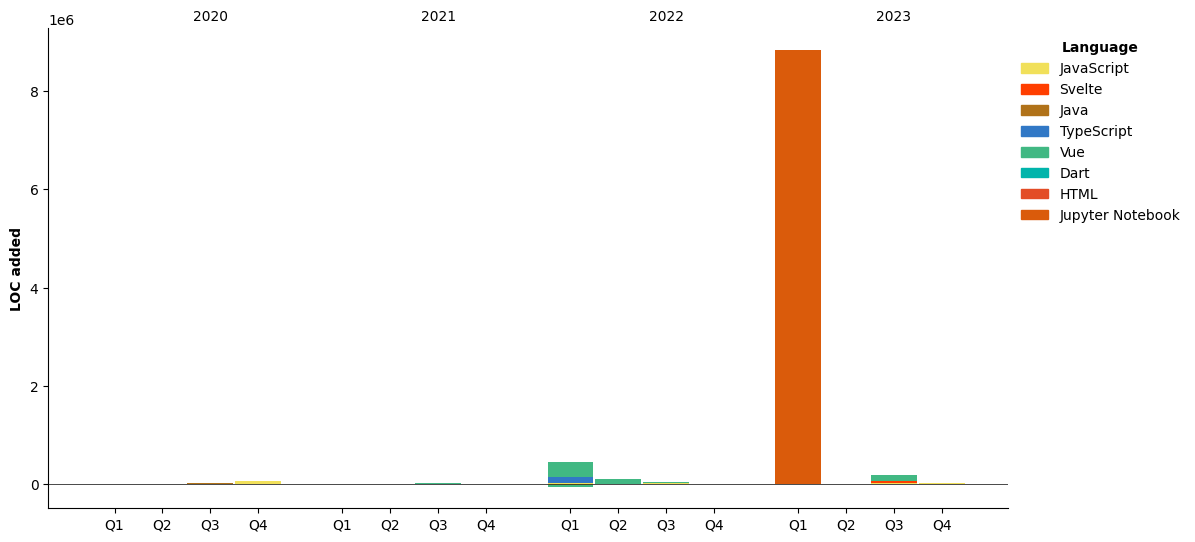 1e6
2020 2021 2022 2023
LOC added
8
6
4
2
0
Q1 Q2 Q3 Q4 Q1 Q2 Q3 Q4 Q1 Q2 Q3 Q4 Q1 Q2 Q3 Q4
Language
JavaScript
Svelte
Java
TypeScript
Vue
Dart
HTML
Jupyter Notebook